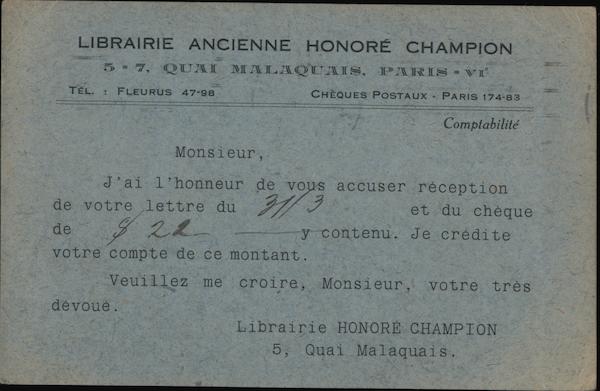 LIBRAIRIE ANCIENNE HONORÉ CHAMPION
5-7, QUAI MALAQUAIS, PARIS-VIᵉ
TÉL. : FLEURUS 47-98 CHÈQUES POSTAUX - PARIS 174-83
Comptabilité
Monsieur,
J'ai l'honneur de vous accuser réception
de votre lettre du 31/3 et du chèque
de $ 22 y contenu. Je crédite
votre compte de ce montant.
Veuillez me croire, Monsieur, votre très
dévoué.
Librairie HONORÉ CHAMPION
5, Quai Malaquais.